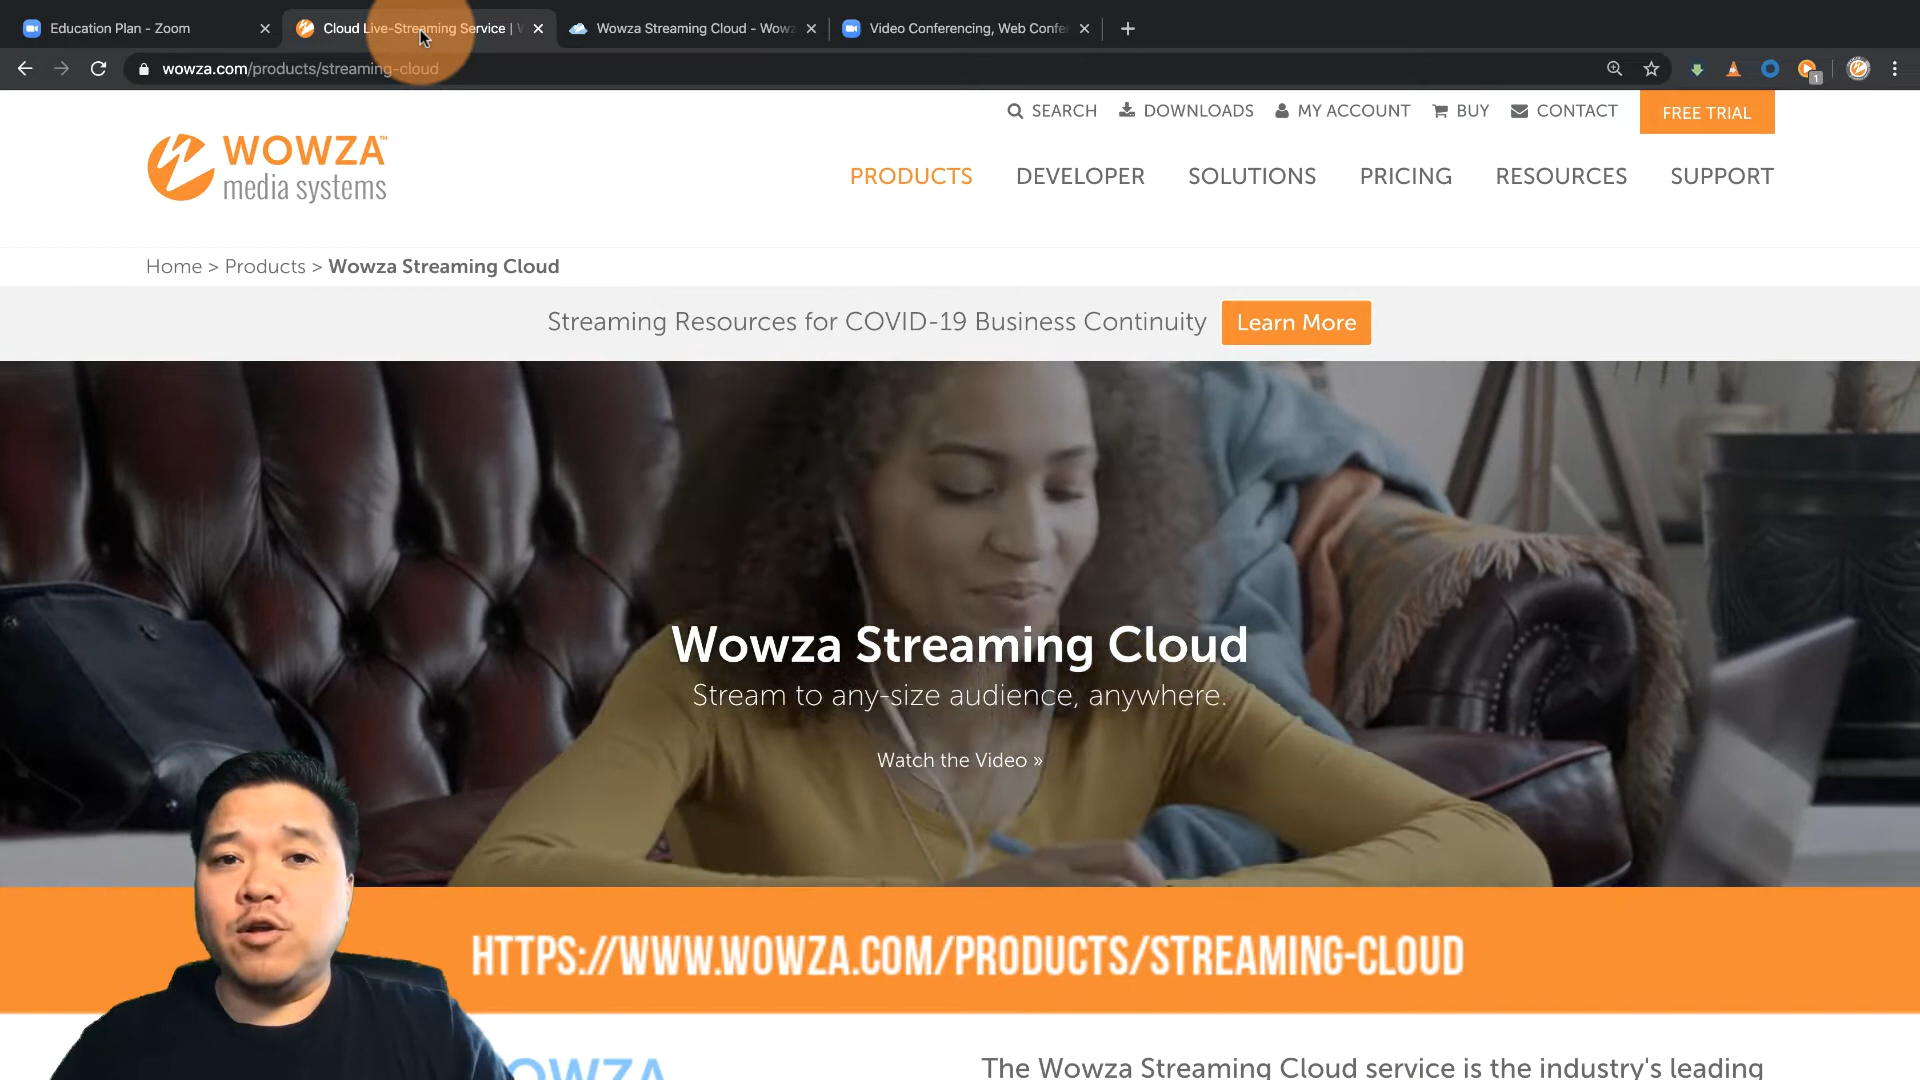 Education Plan - Zoom
Cloud Live-Streaming Service |
Wowza Streaming Cloud - Wowz
Video Conferencing, Web Confe
wowza.com/products/streaming-cloud
1
SEARCH
DOWNLOADS
MY ACCOUNT
BUY
CONTACT
FREE TRIAL
WOWZA™
media systems
PRODUCTS
DEVELOPER
SOLUTIONS
PRICING
RESOURCES
SUPPORT
Home > Products > Wowza Streaming Cloud
Streaming Resources for COVID-19 Business Continuity
Learn More
Wowza Streaming Cloud
Stream to any-size audience, anywhere.
Watch the Video »
HTTPS://WWW.WOWZA.COM/PRODUCTS/STREAMING-CLOUD
The Wowza Streaming Cloud service is the industry's leading